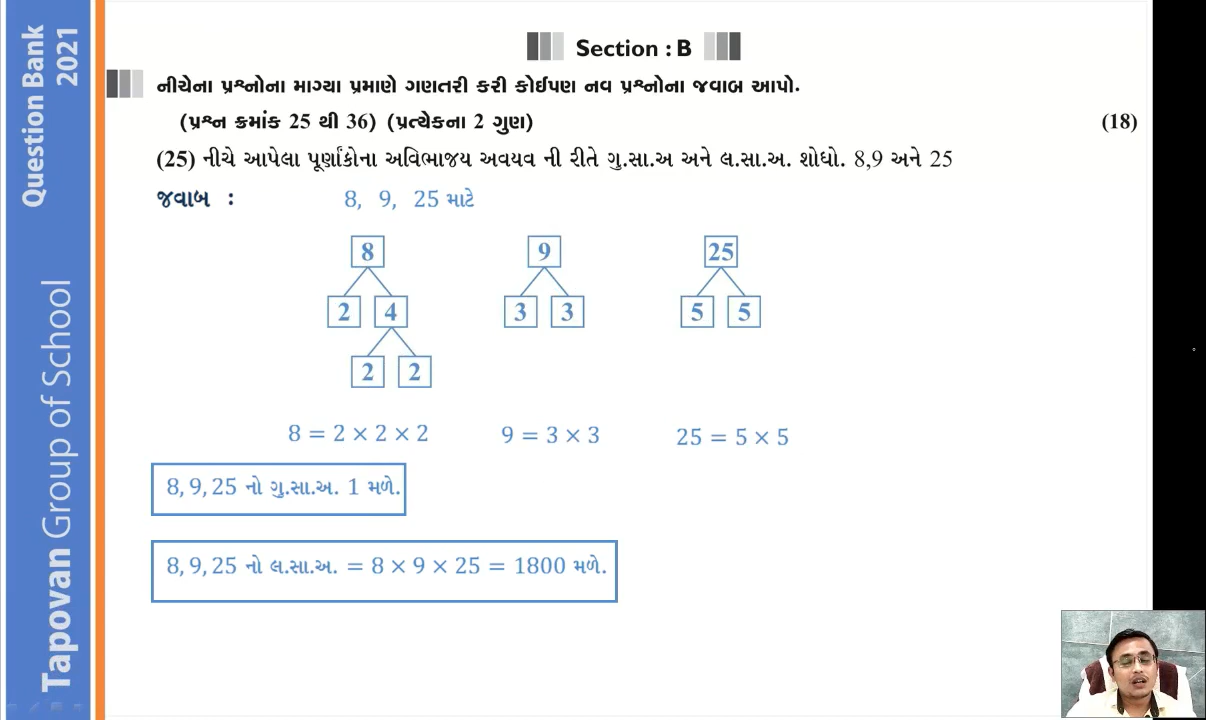 Question Bank
2021
Tapovan Group of School
Section : B
નીચેના પ્રશ્નોના માગ્યા પ્રમાણે ગણતરી કરી કોઈપણ નવ પ્રશ્નોના જવાબ આપો.
(પ્રશ્ન ક્રમાંક 25 થી 36) (પ્રત્યેકના 2 ગુણ) (18)
(25) નીચે આપેલા પૂર્ણાંકોના અવિભાજય અવયવ ની રીતે ગુ.સા.અ અને લ.સા.અ. શોધો. 8,9 અને 25
જવાબ : 8, 9, 25 માટે
8 9 25
2 4 3 3 5 5
2 2
8 = 2 × 2 × 2 9 = 3 × 3 25 = 5 × 5
8, 9, 25 નો ગુ.સા.અ. 1 મળે.
8, 9, 25 નો લ.સા.અ. = 8 × 9 × 25 = 1800 મળે.